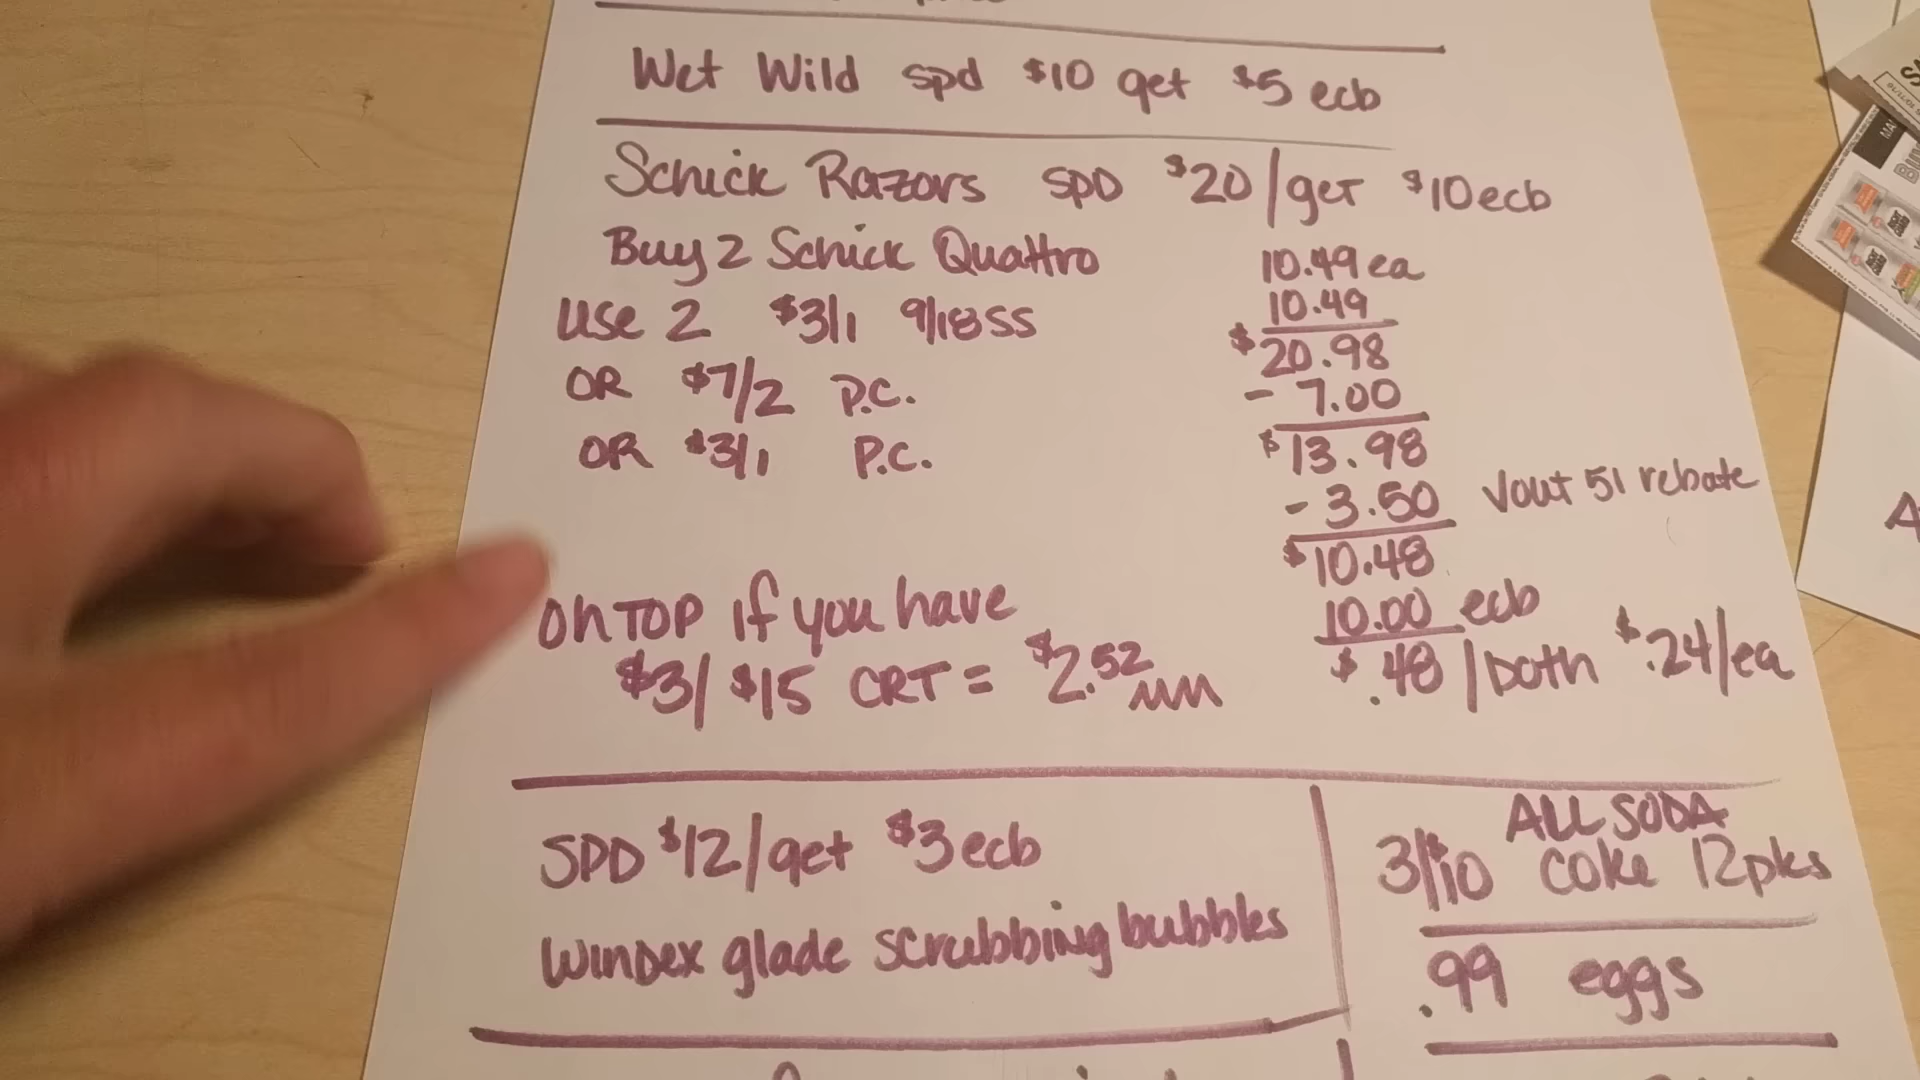 Wet Wild spd $10 get $5 ecb
Schick Razors SPD $20/get $10 ecb
Buy 2 Schick Quattro
Use 2 $3/1 9/18 SS
OR $7/2 P.C.
OR $3/1 P.C.
10.49 ea
10.49
$20.98
- 7.00
$13.98
- 3.50 Vout 51 rebate
$10.48
10.00 ecb
$.48/both $.24/ea
On TOP if you have
$3/$15 CRT = $2.52 mm
SPD $12/get $3 ecb
Windex glade scrubbing bubbles
ALL SODA
3/$10 Coke 12pks
.99 eggs